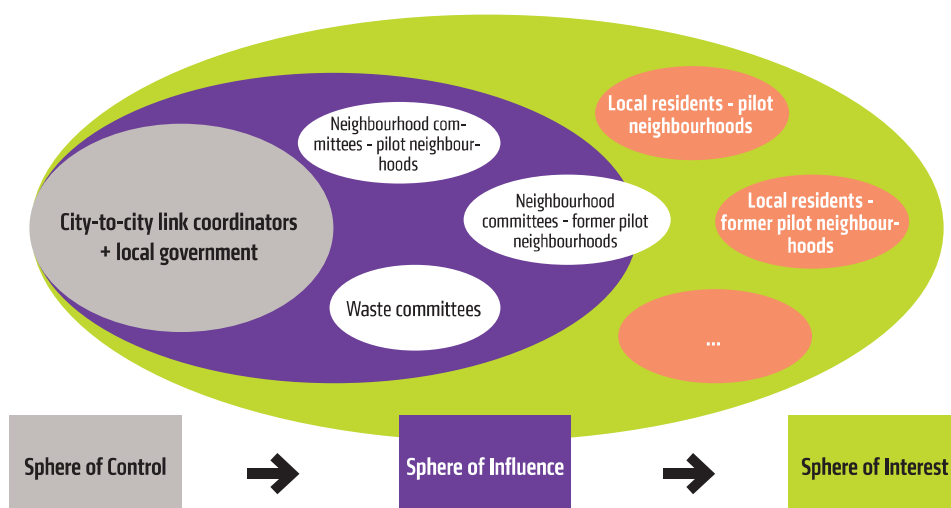 Local residents - pilot
neighbourhoods
Neighbourhood com-
mittees - pilot neighbour-
hoods
City-to-city link coordinators
+ local government
Neighbourhood
committees - former pilot
neighbourhoods
Local residents -
former pilot neighbour-
hoods
Waste committees
...
Sphere of Control
Sphere of Influence
Sphere of Interest